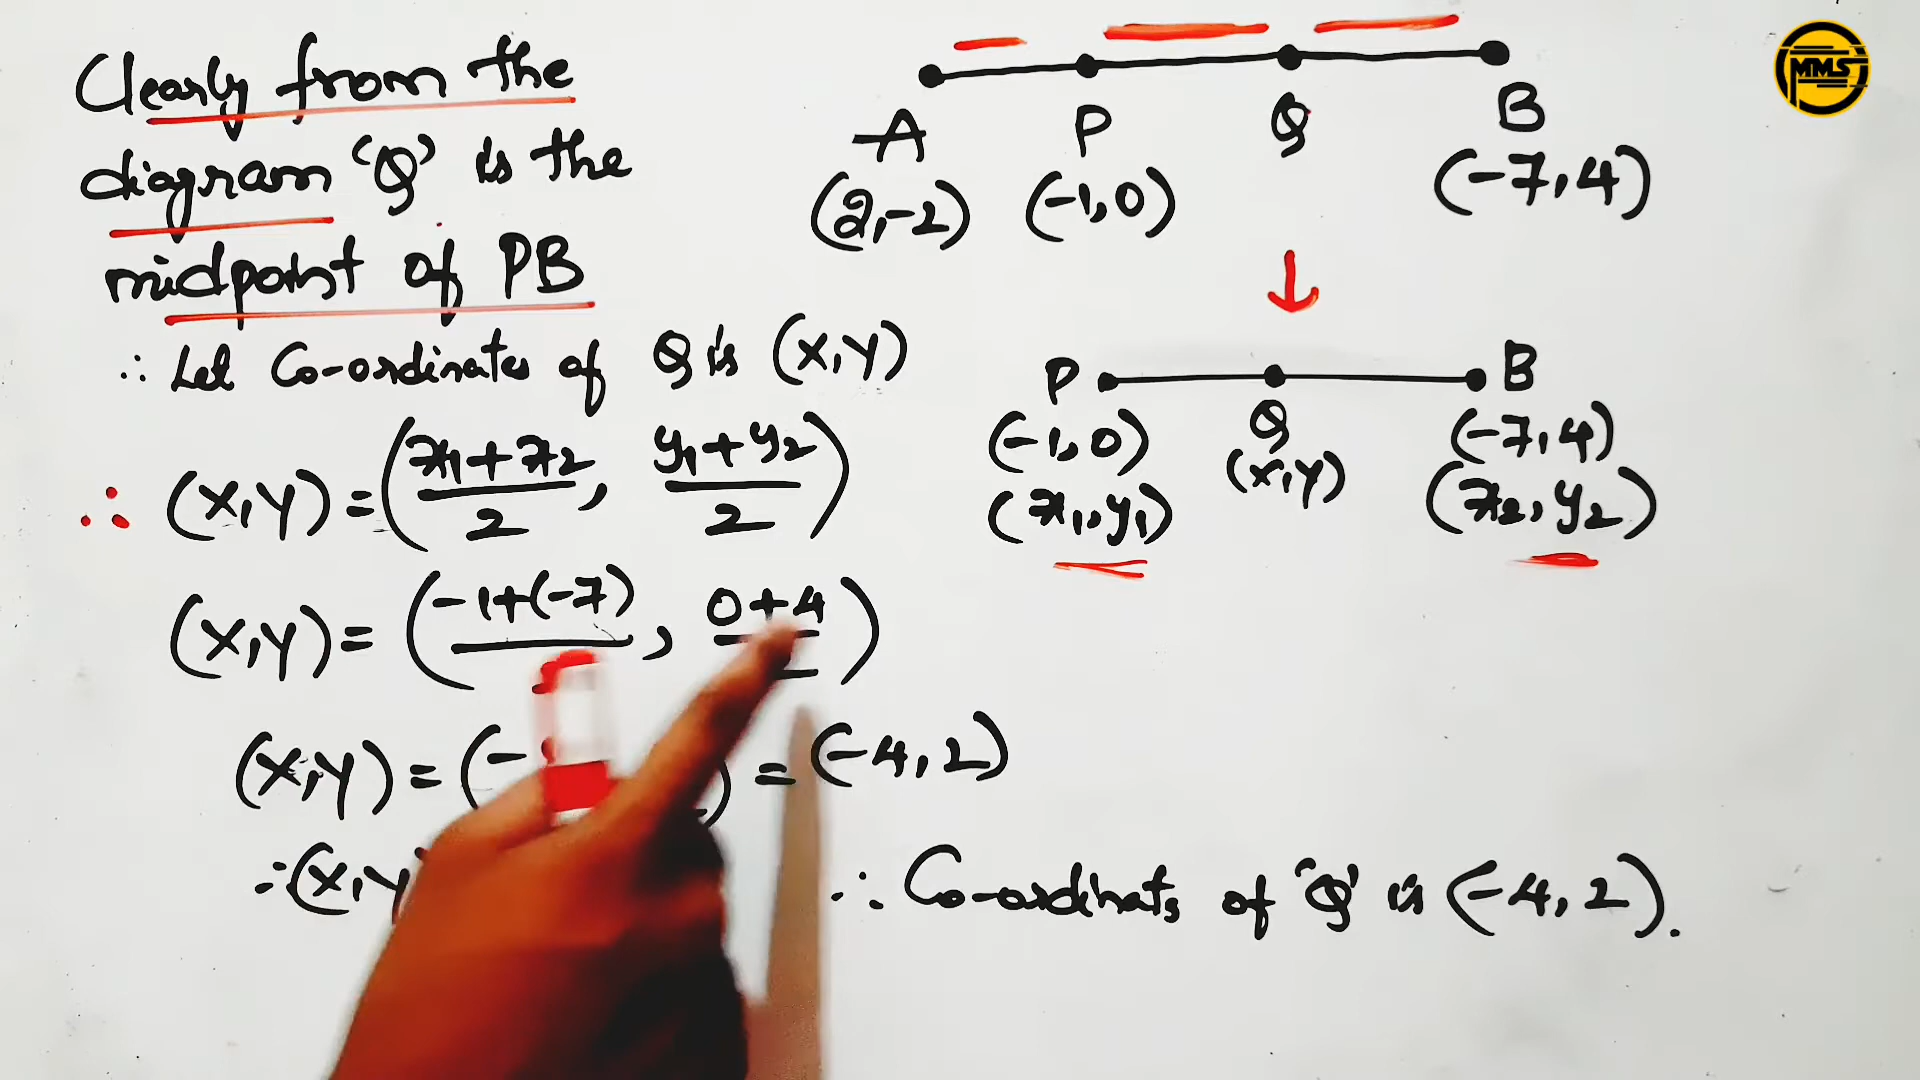 Clearly from the
diagram 'Q' is the
midpoint of PB
∴ Let Co-ordinates of Q is (x,y)
∴ (x,y) = (x₁+x₂/2, y₁+y₂/2)
(x,y) = (-1+(-7)/, 0+4/2)
(x,y) = (- ) = (-4,2)
∴(x,y
∴ Co-ordinats of 'Q' is (-4,2).
A P Q B
(2,-2) (-1,0) (-7,4)
P B
Q
(-1,0) (x,y) (-7,4)
(x₁,y₁) (x₂,y₂)
MMS